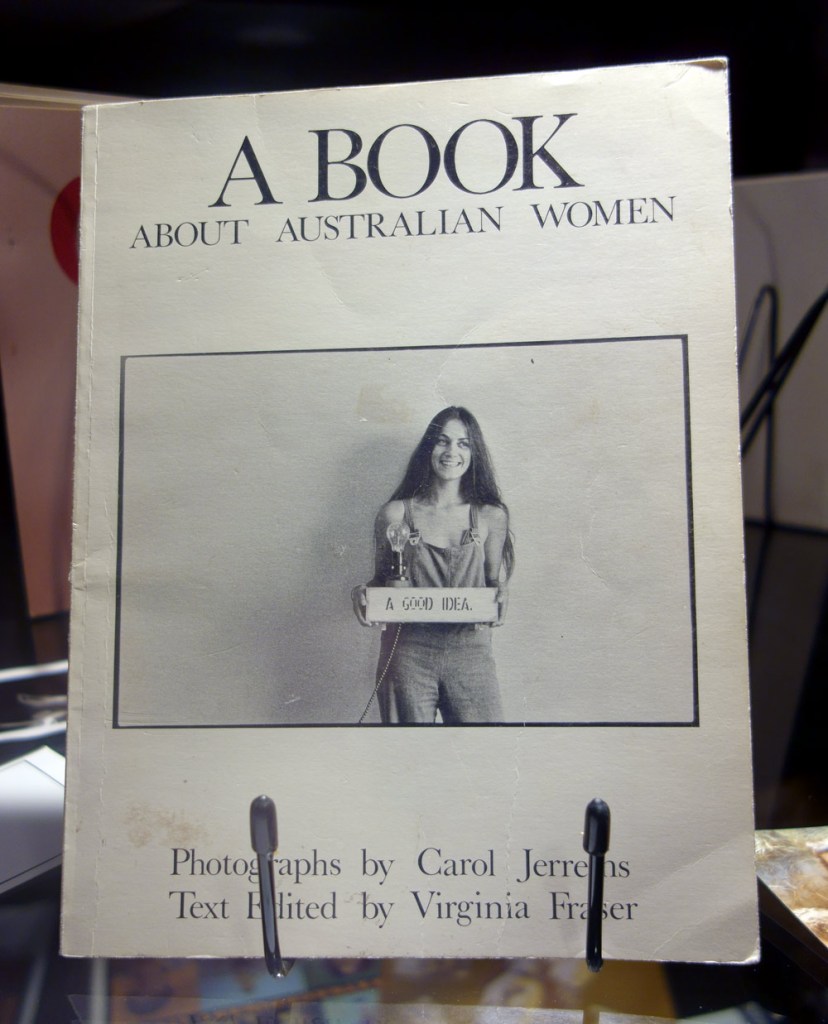 A BOOK
ABOUT AUSTRALIAN WOMEN
A GOOD IDEA.
Photographs by Carol Jerrems
Text Edited by Virginia Fraser